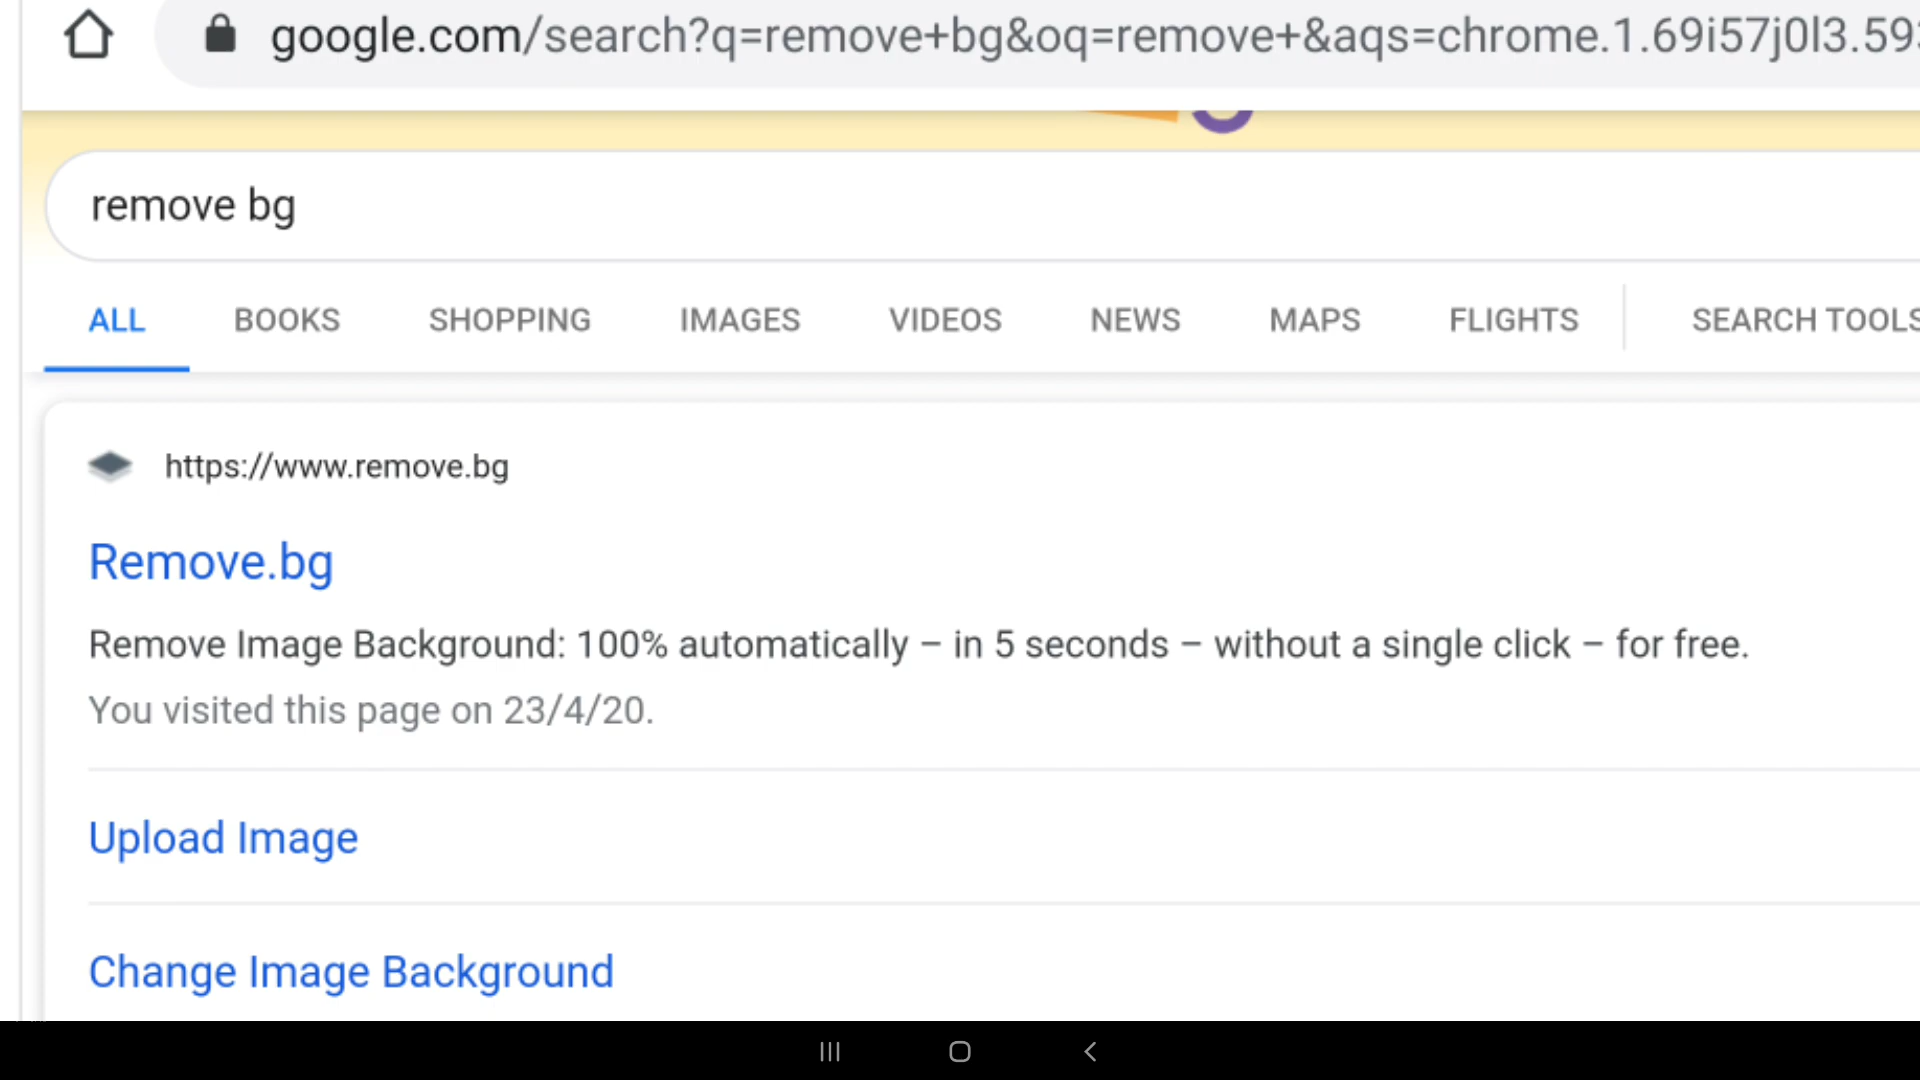 google.com/search?q=remove+bg&oq=remove+&aqs=chrome.1.69i57j0l3.59
remove bg
ALL BOOKS SHOPPING IMAGES VIDEOS NEWS MAPS FLIGHTS SEARCH TOOLS
https://www.remove.bg
Remove.bg
Remove Image Background: 100% automatically – in 5 seconds – without a single click – for free.
You visited this page on 23/4/20.
Upload Image
Change Image Background